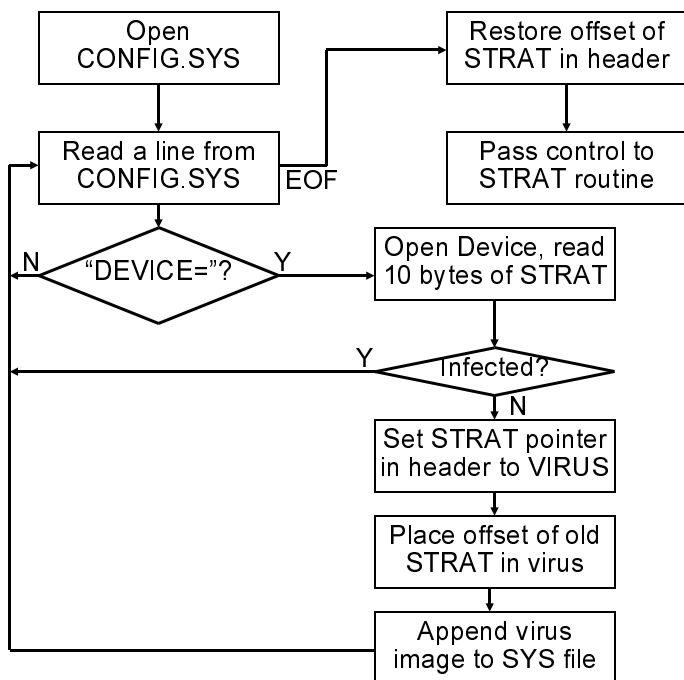 Open
CONFIG.SYS
Restore offset of
STRAT in header
Read a line from
CONFIG.SYS
EOF
Pass control to
STRAT routine
N
“DEVICE=”?
Y
Open Device, read
10 bytes of STRAT
Y
Infected?
N
Set STRAT pointer
in header to VIRUS
Place offset of old
STRAT in virus
Append virus
image to SYS file